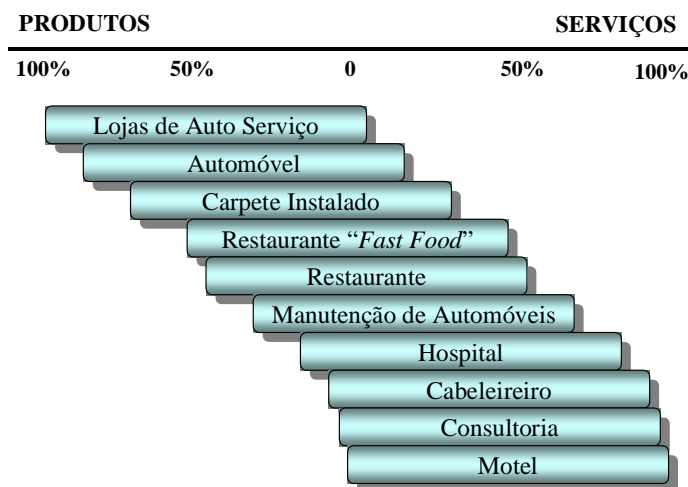 PRODUTOS SERVIÇOS
100% 50% 0 50% 100%
Lojas de Auto Serviço
Automóvel
Carpete Instalado
Restaurante “Fast Food”
Restaurante
Manutenção de Automóveis
Hospital
Cabeleireiro
Consultoria
Motel